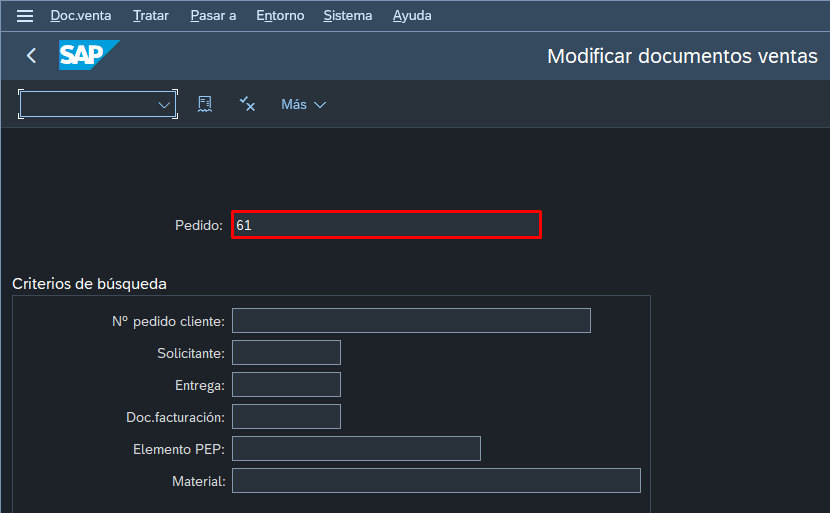 Doc.venta Tratar Pasar a Entorno Sistema Ayuda
SAP Modificar documentos ventas
Más
Pedido: 61
Criterios de búsqueda
Nº pedido cliente:
Solicitante:
Entrega:
Doc.facturación:
Elemento PEP:
Material: